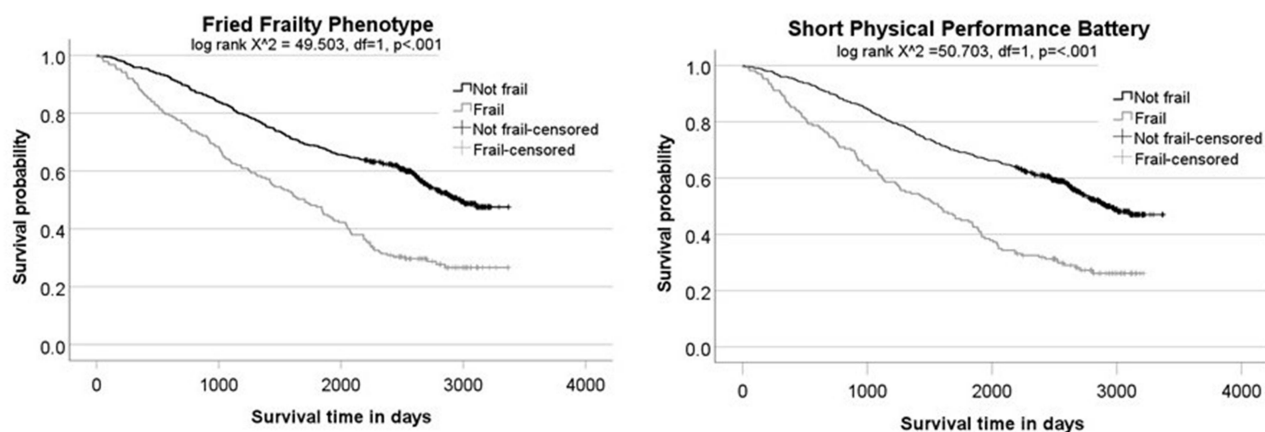 Fried Frailty Phenotype
log rank X^2 = 49.503, df=1, p<.001
1.0
0.8
0.6
0.4
0.2
0.0
Survival probability
Not frail
Frail
Not frail-censored
Frail-censored
0 1000 2000 3000 4000
Survival time in days
Short Physical Performance Battery
log rank X^2 =50.703, df=1, p=<.001
1.0
0.8
0.6
0.4
0.2
0.0
Survival probability
Not frail
Frail
Not frail-censored
Frail-censored
0 1000 2000 3000 4000
Survival time in days